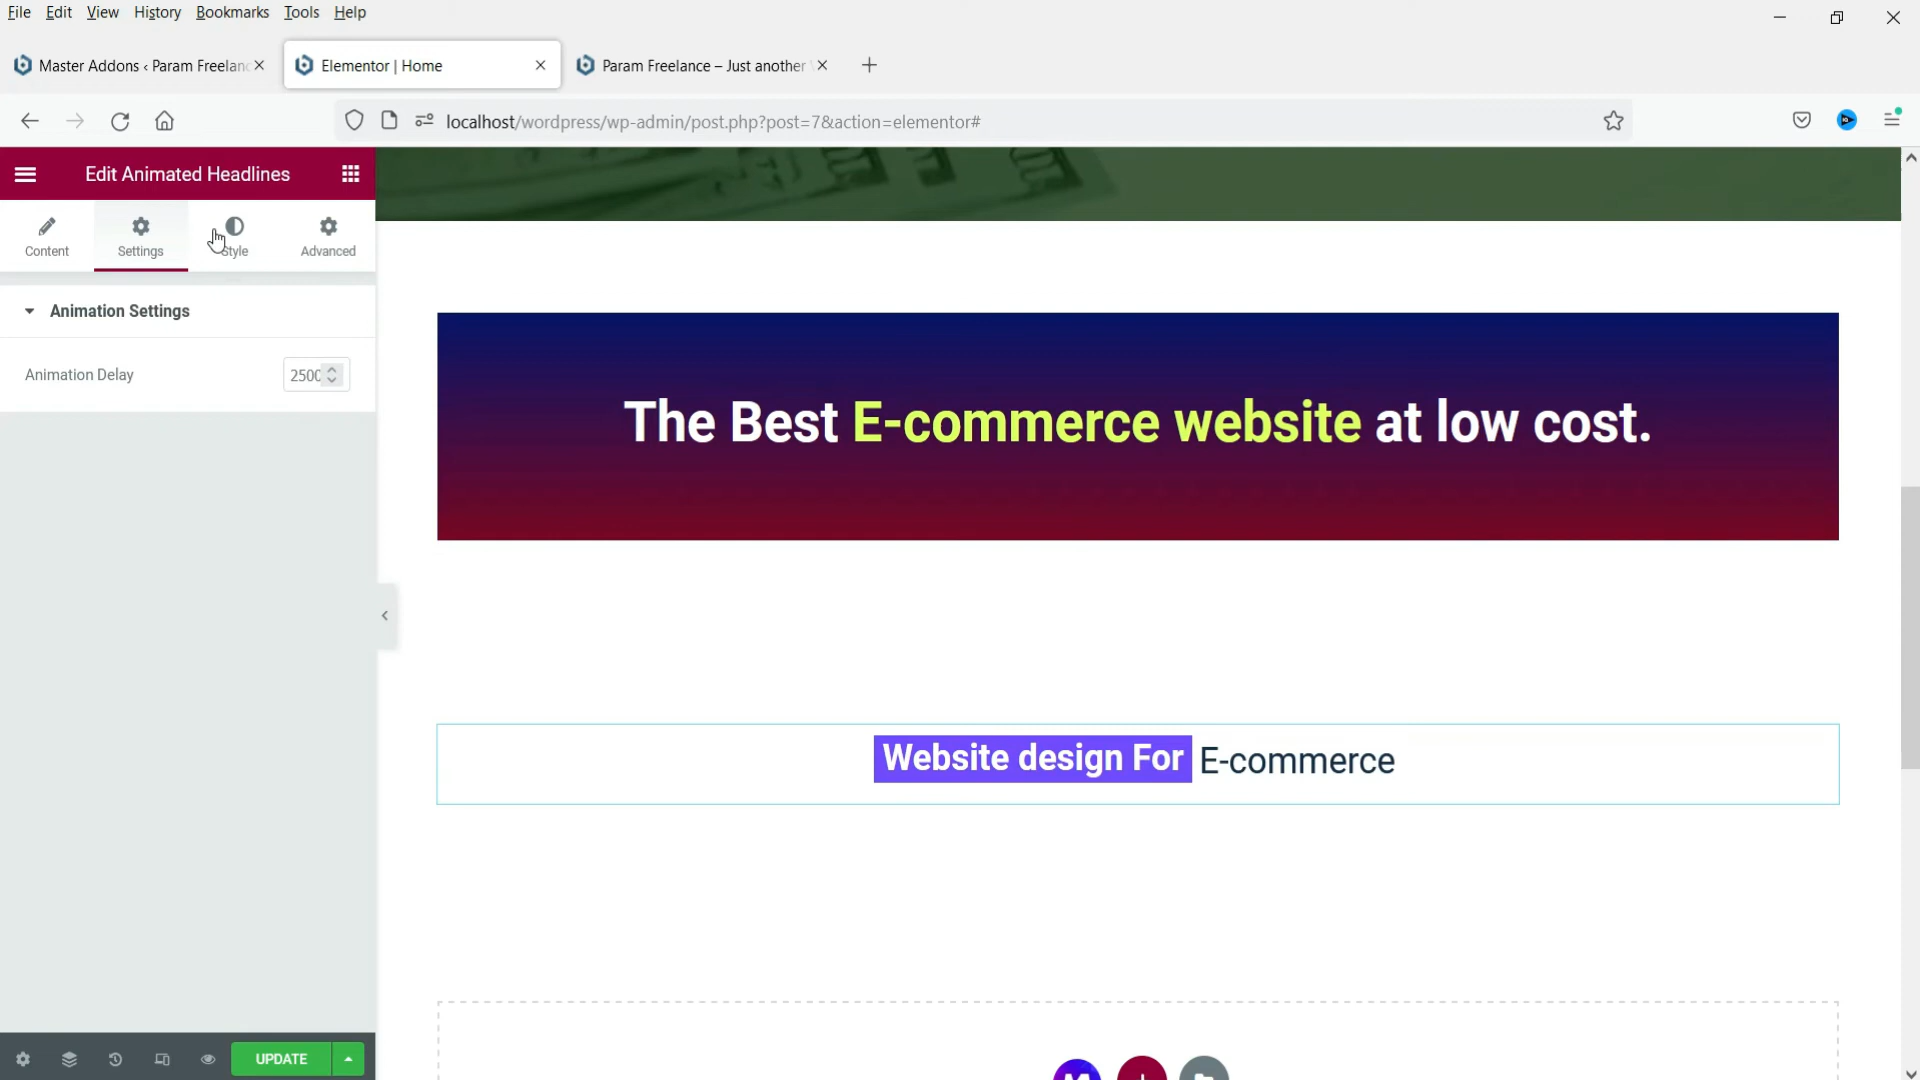 File Edit View History Bookmarks Tools Help
Master Addons ‹ Param Freelanc
Elementor | Home
Param Freelance – Just another
localhost/wordpress/wp-admin/post.php?post=7&action=elementor#
Edit Animated Headlines
Content Settings Style Advanced
Animation Settings
Animation Delay 2500
The Best E-commerce website at low cost.
Website design For E-commerce
UPDATE